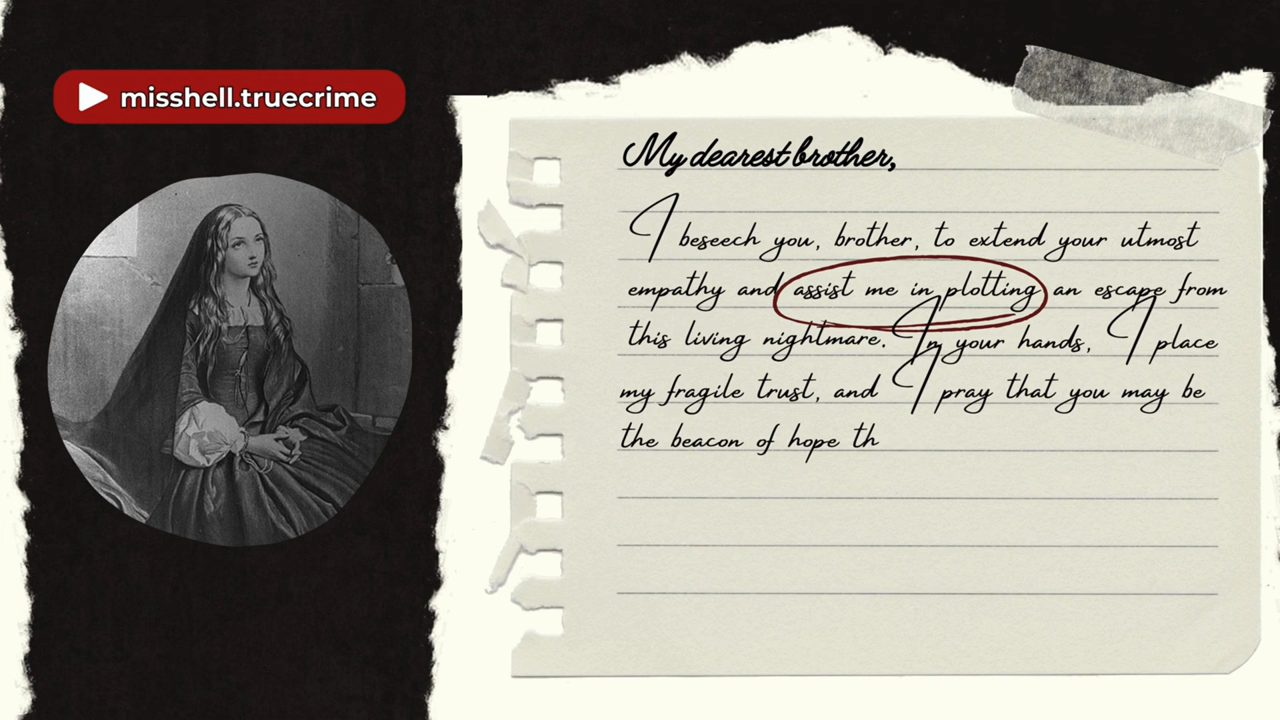 misshell.truecrime
My dearest brother,
I beseech you, brother, to extend your utmost
empathy and assist me in plotting an escape from
this living nightmare. In your hands, I place
my fragile trust, and I pray that you may be
the beacon of hope th